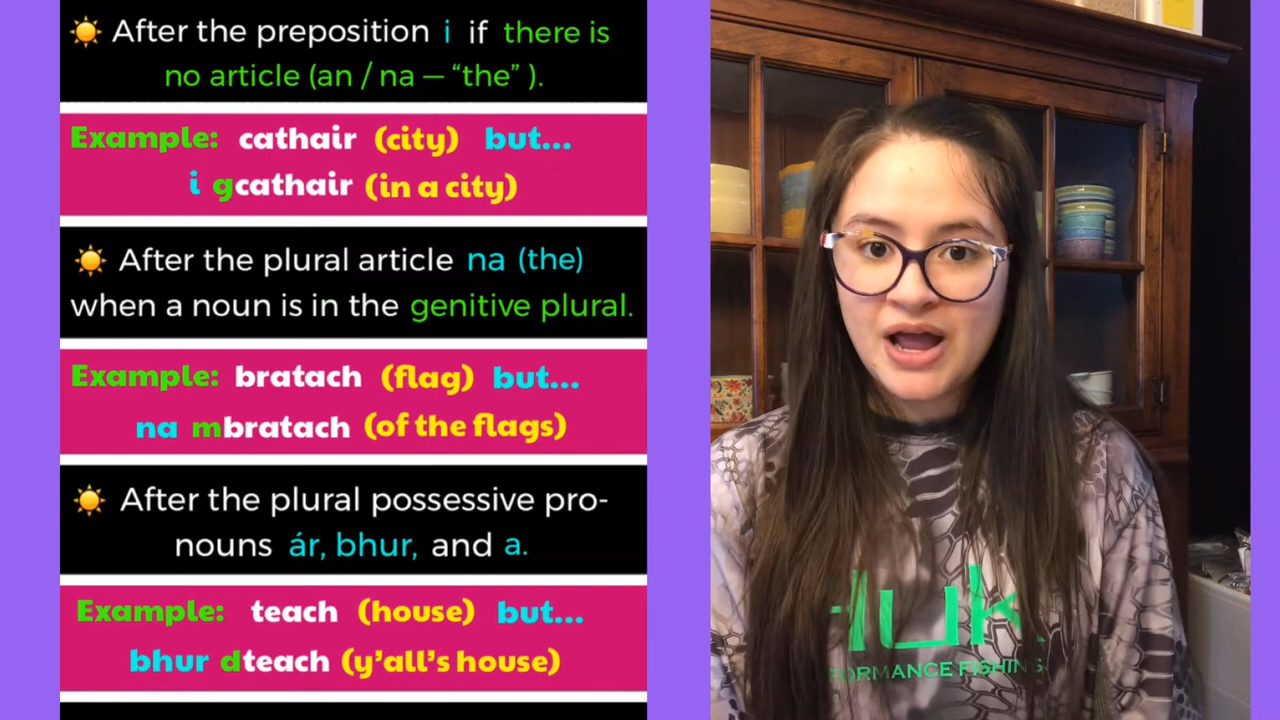 After the preposition i if there is
no article (an / na — “the” ).
Example: cathair (city) but...
i gcathair (in a city)
After the plural article na (the)
when a noun is in the genitive plural.
Example: bratach (flag) but...
na mbratach (of the flags)
After the plural possessive pro-
nouns ár, bhur, and a.
Example: teach (house) but...
bhur dteach (y’all’s house)
Huk
FORMANCE FISHING